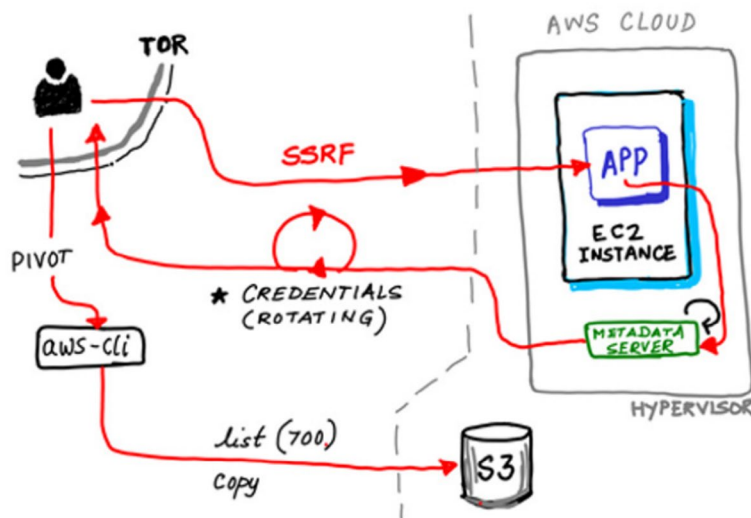 AWS CLOUD
TOR
SSRF
APP
EC2
INSTANCE
PIVOT
* CREDENTIALS
(ROTATING)
METADATA
SERVER
aws-cli
HYPERVISOR
list (700)
copy
S3